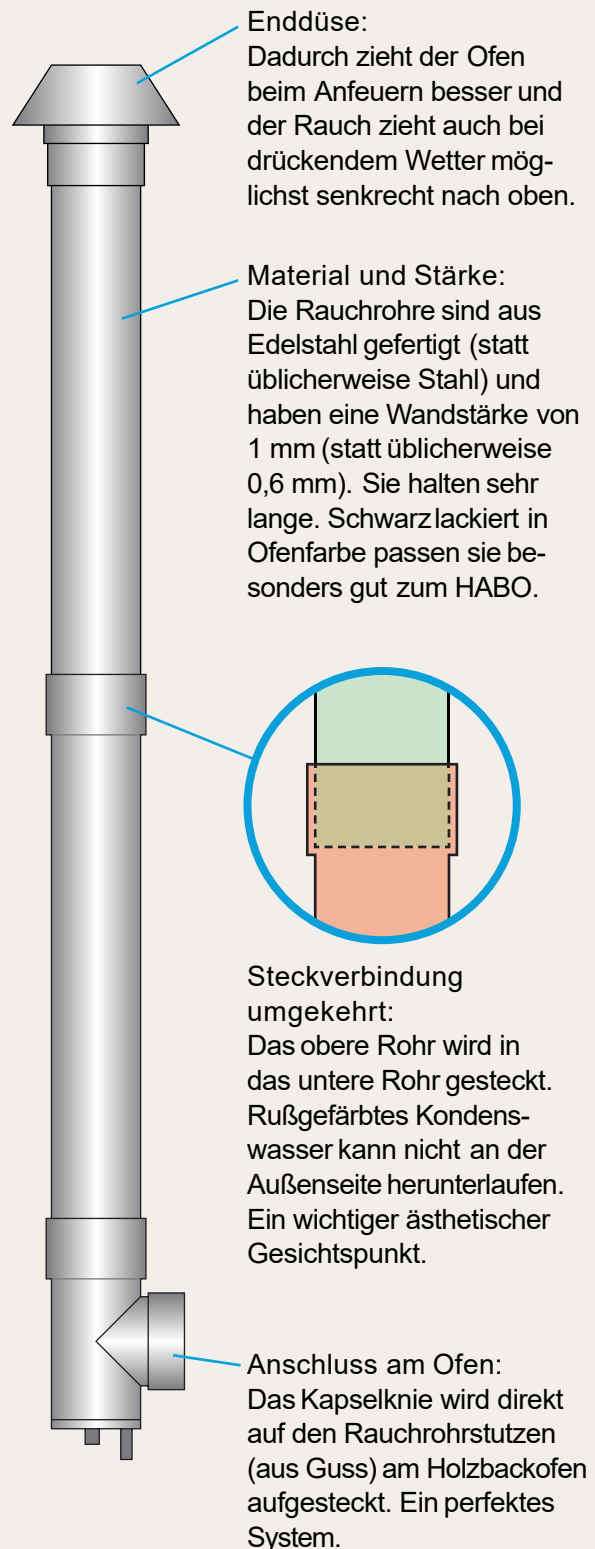 Enddüse:
Dadurch zieht der Ofen
beim Anfeuern besser und
der Rauch zieht auch bei
drückendem Wetter mög-
lichst senkrecht nach oben.
Material und Stärke:
Die Rauchrohre sind aus
Edelstahl gefertigt (statt
üblicherweise Stahl) und
haben eine Wandstärke von
1 mm (statt üblicherweise
0,6 mm). Sie halten sehr
lange. Schwarz lackiert in
Ofenfarbe passen sie be-
sonders gut zum HABO.
Steckverbindung
umgekehrt:
Das obere Rohr wird in
das untere Rohr gesteckt.
Rußgefärbtes Kondens-
wasser kann nicht an der
Außenseite herunterlaufen.
Ein wichtiger ästhetischer
Gesichtspunkt.
Anschluss am Ofen:
Das Kapselknie wird direkt
auf den Rauchrohrstutzen
(aus Guss) am Holzbackofen
aufgesteckt. Ein perfektes
System.